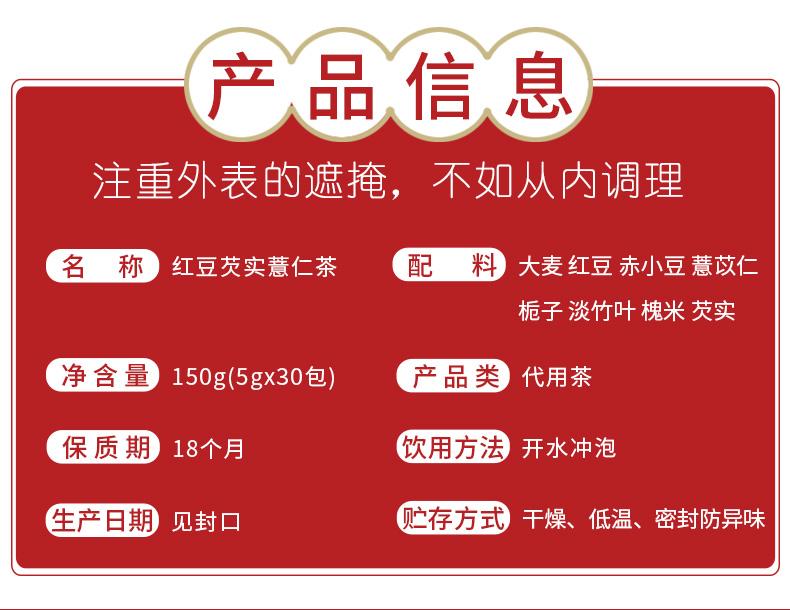 产品信息
注重外表的遮掩，不如从内调理
名 称 红豆芡实薏仁茶
配 料 大麦 红豆 赤小豆 薏苡仁
栀子 淡竹叶 槐米 芡实
净含量 150g(5gx30包)
产品类 代用茶
保质期 18个月
饮用方法 开水冲泡
生产日期 见封口
贮存方式 干燥、低温、密封防异味